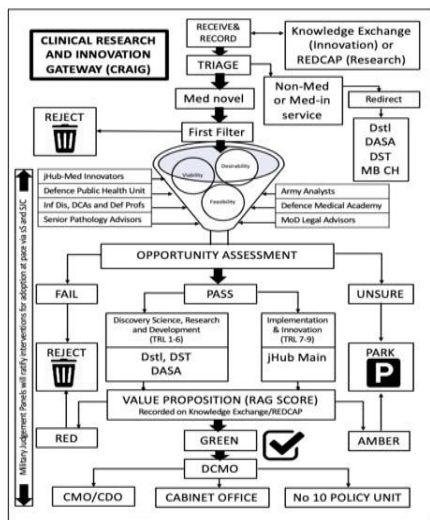 CLINICAL RESEARCH
AND INNOVATION
GATEWAY (CRAIG)
RECEIVE&
RECORD
Knowledge Exchange
(Innovation) or
REDCAP (Research)
TRIAGE
Med novel
Non-Med
or Med-in
service
Redirect
Dstl
DASA
DST
MB CH
REJECT
First Filter
Viability
Desirability
Feasibility
jHub-Med Innovators
Defence Public Health Unit
Inf Dis, DCAs and Def Profs
Senior Pathology Advisors
Army Analysts
Defence Medical Academy
MoD Legal Advisors
Military Judgement Panels will ratify interventions for adoption at pace via sS and SJC
OPPORTUNITY ASSESSMENT
FAIL
PASS
UNSURE
Discovery Science, Research
and Development
(TRL 1-6)
Dstl, DST
DASA
Implementation
& Innovation
(TRL 7-9)
jHub Main
REJECT
PARK
P
VALUE PROPOSITION (RAG SCORE)
Recorded on Knowledge Exchange/REDCAP
RED
GREEN
AMBER
DCMO
CMO/CDO
CABINET OFFICE
No 10 POLICY UNIT